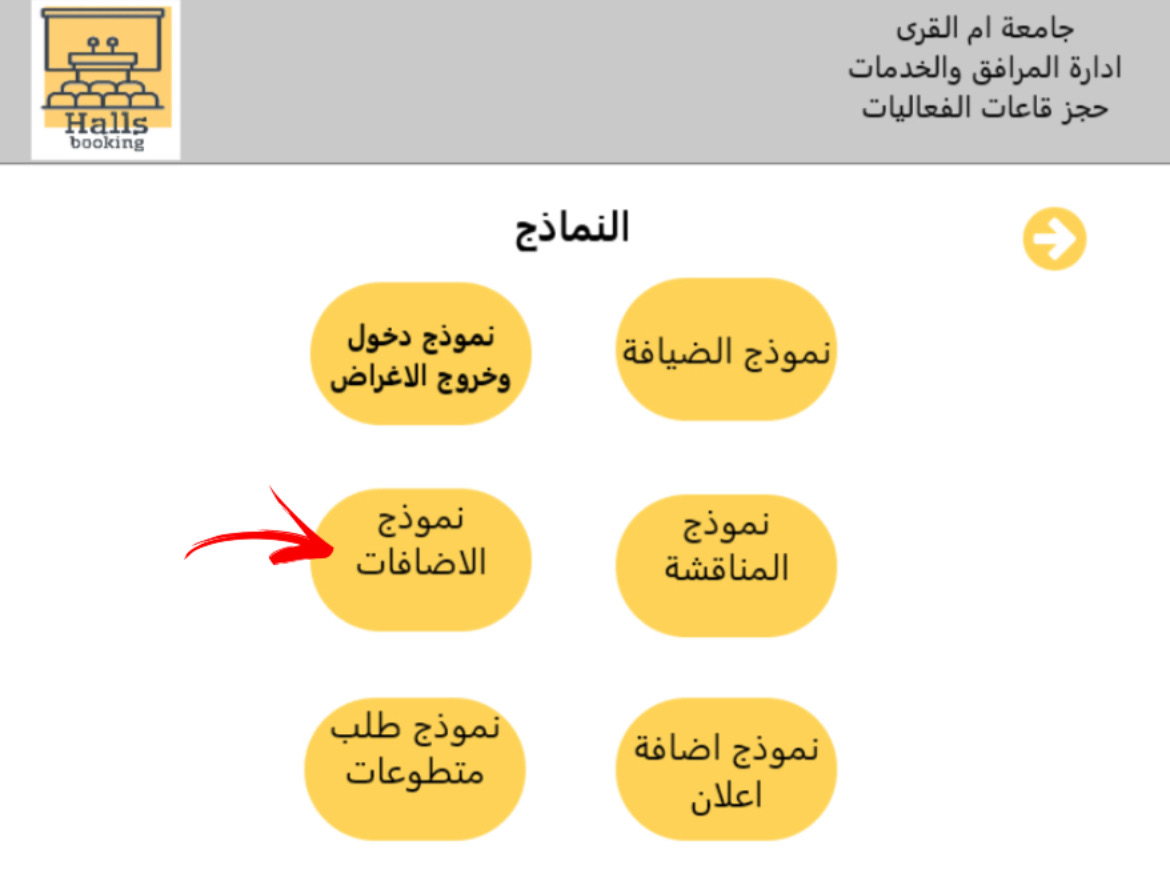 جامعة ام القرى
ادارة المرافق والخدمات
حجز قاعات الفعاليات
Halls
booking
النماذج
نموذج الضيافة
نموذج دخول
وخروج الاغراض
نموذج
المناقشة
نموذج
الاضافات
نموذج اضافة
اعلان
نموذج طلب
متطوعات